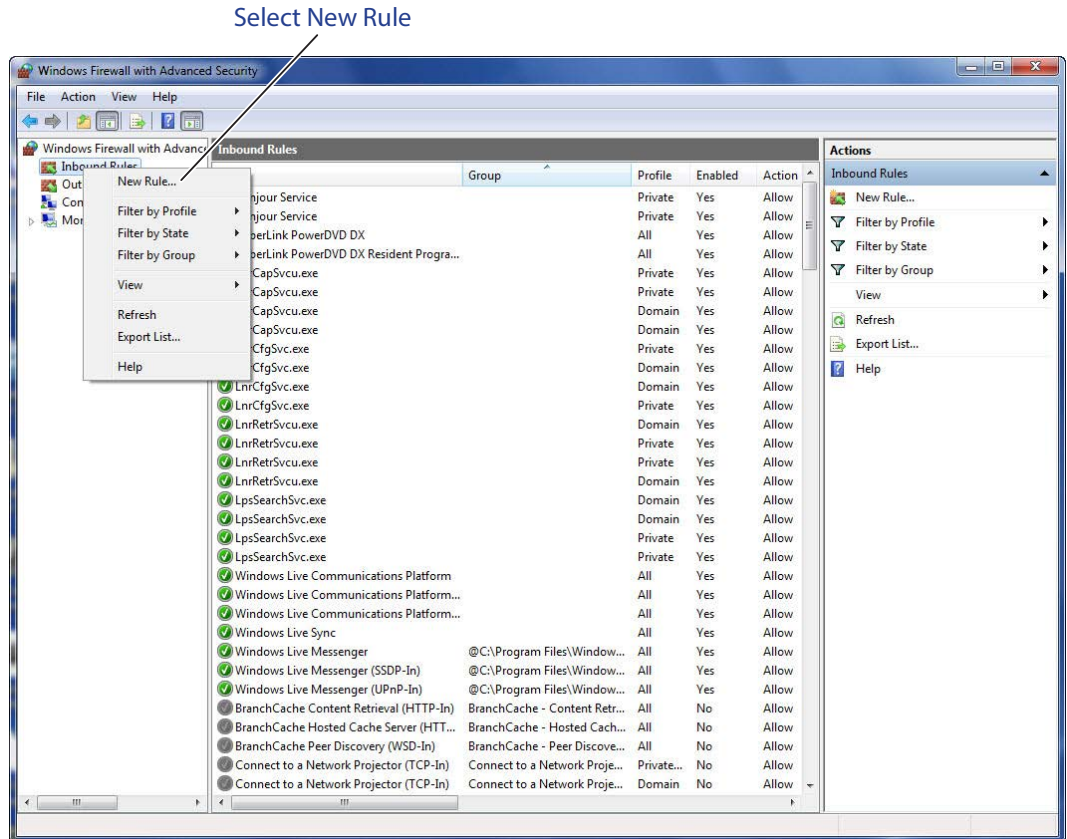 Select New Rule
Windows Firewall with Advanced Security
File Action View Help
Windows Firewall with Advance
Inbound Rules
Out
Con
Mor
New Rule...
Filter by Profile
Filter by State
Filter by Group
View
Refresh
Export List...
Help
Inbound Rules
Group Profile Enabled Action
njour Service Private Yes Allow
njour Service Private Yes Allow
berLink PowerDVD DX All Yes Allow
berLink PowerDVD DX Resident Progra... All Yes Allow
CapSvcu.exe Private Yes Allow
CapSvcu.exe Private Yes Allow
CapSvcu.exe Domain Yes Allow
CapSvcu.exe Domain Yes Allow
CfgSvc.exe Private Yes Allow
CfgSvc.exe Domain Yes Allow
LnrCfgSvc.exe Domain Yes Allow
LnrCfgSvc.exe Private Yes Allow
LnrRetrSvcu.exe Domain Yes Allow
LnrRetrSvcu.exe Private Yes Allow
LnrRetrSvcu.exe Private Yes Allow
LnrRetrSvcu.exe Domain Yes Allow
LpsSearchSvc.exe Domain Yes Allow
LpsSearchSvc.exe Domain Yes Allow
LpsSearchSvc.exe Private Yes Allow
LpsSearchSvc.exe Private Yes Allow
Windows Live Communications Platform All Yes Allow
Windows Live Communications Platform... All Yes Allow
Windows Live Communications Platform... All Yes Allow
Windows Live Sync All Yes Allow
Windows Live Messenger @C:\Program Files\Window... All Yes Allow
Windows Live Messenger (SSDP-In) @C:\Program Files\Window... All Yes Allow
Windows Live Messenger (UPnP-In) @C:\Program Files\Window... All Yes Allow
BranchCache Content Retrieval (HTTP-In) BranchCache - Content Retr... All No Allow
BranchCache Hosted Cache Server (HTT... BranchCache - Hosted Cach... All No Allow
BranchCache Peer Discovery (WSD-In) BranchCache - Peer Discove... All No Allow
Connect to a Network Projector (TCP-In) Connect to a Network Proje... Private... No Allow
Connect to a Network Projector (TCP-In) Connect to a Network Proje... Domain No Allow
Actions
Inbound Rules
New Rule...
Filter by Profile
Filter by State
Filter by Group
View
Refresh
Export List...
Help